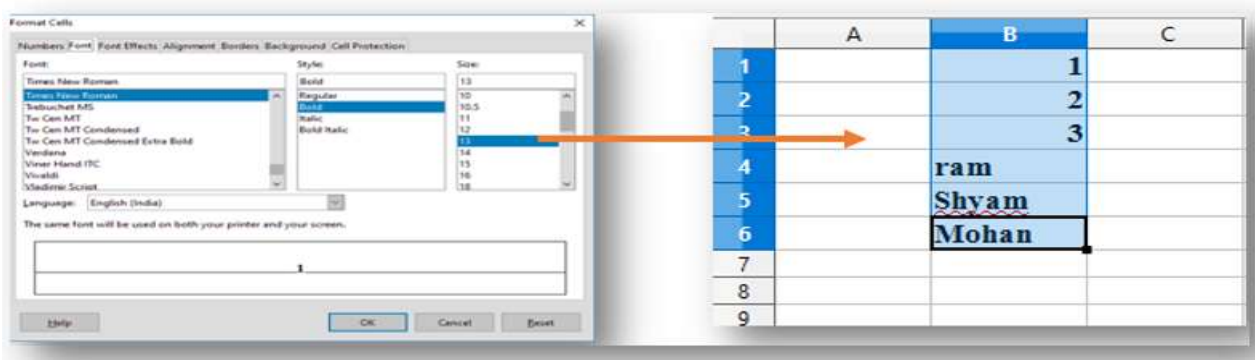 Format Cells
Numbers Font Font Effects Alignment Borders Background Cell Protection
Font: Style: Size:
Times New Roman Bold 13
Times New Roman Regular 10
Trebuchet MS Bold 10.5
Tw Cen MT Italic 11
Tw Cen MT Condensed Bold Italic 12
Tw Cen MT Condensed Extra Bold 13
Verdana 14
Viner Hand ITC 15
Vivaldi 16
Vladimir Script 18
Language: English (India)
The same font will be used on both your printer and your screen.
1
Help OK Cancel Reset
A B C
1 1
2 2
3 3
4 ram
5 Shyam
6 Mohan
7
8
9